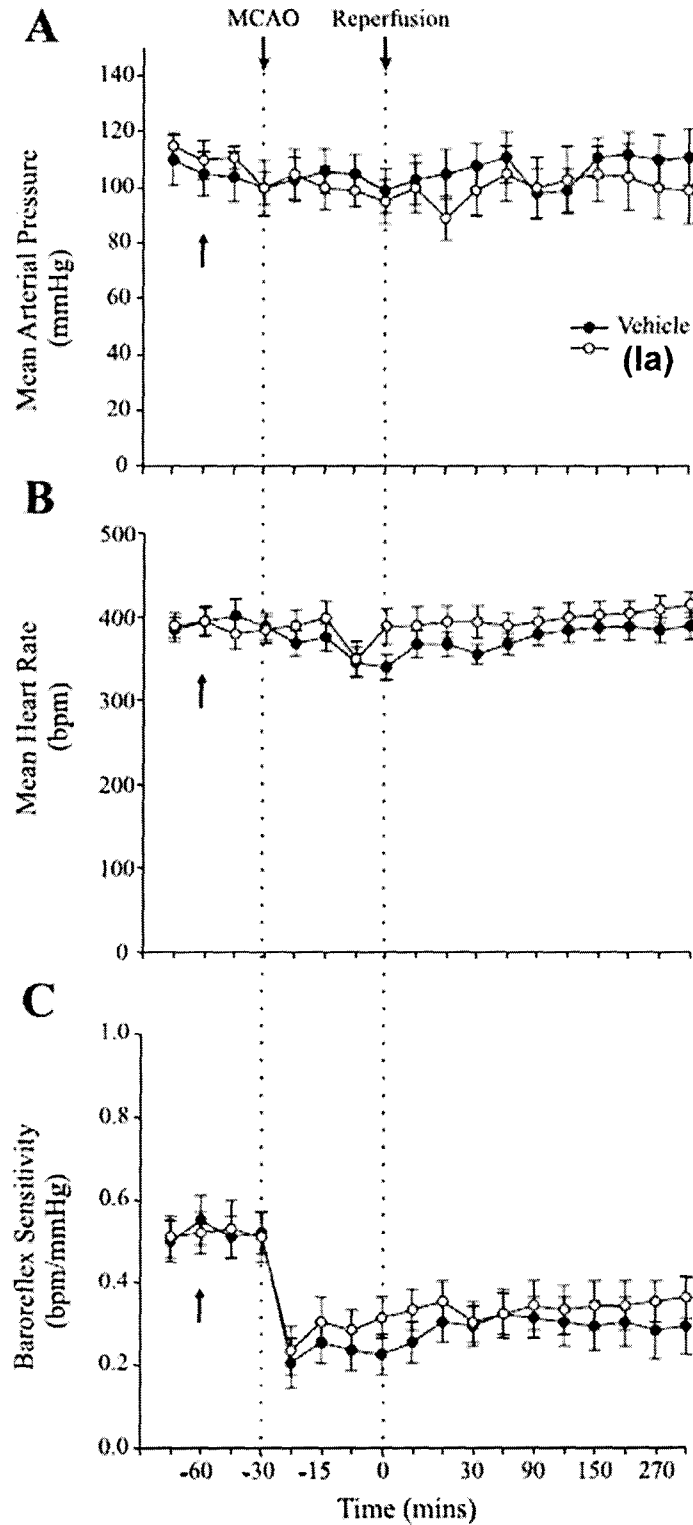 A
MCAO Reperfusion
140
120
100
80
60
40
20
0
Mean Arterial Pressure
(mmHg)
Vehicle
(Ia)
B
500
400
300
200
100
0
Mean Heart Rate
(bpm)
C
1.0
0.8
0.6
0.4
0.2
0.0
Baroreflex Sensitivity
(bpm/mmHg)
-60 -30 -15 0 30 90 150 270
Time (mins)